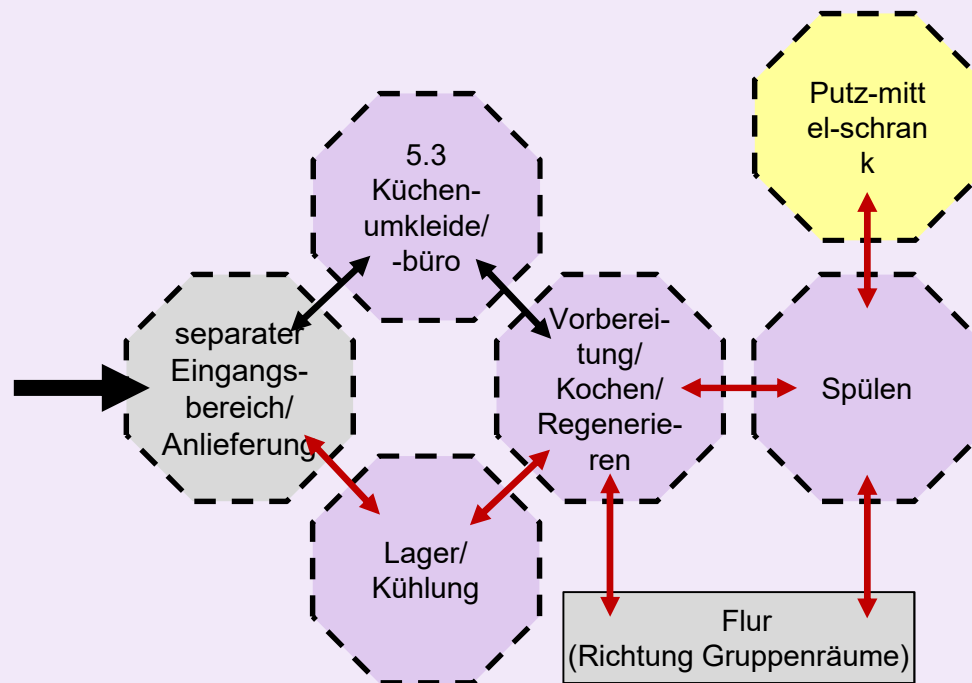 Putz-mitt
el-schran
k
5.3
Küchen-
umkleide/
-büro
separater
Eingangs-
bereich/
Anlieferung
Vorberei-
tung/
Kochen/
Regenerie-
ren
Spülen
Lager/
Kühlung
Flur
(Richtung Gruppenräume)